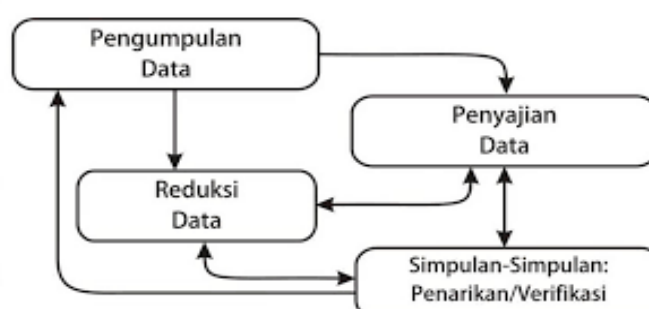 Pengumpulan
Data
Penyajian
Data
Reduksi
Data
Simpulan-Simpulan:
Penarikan/Verifikasi